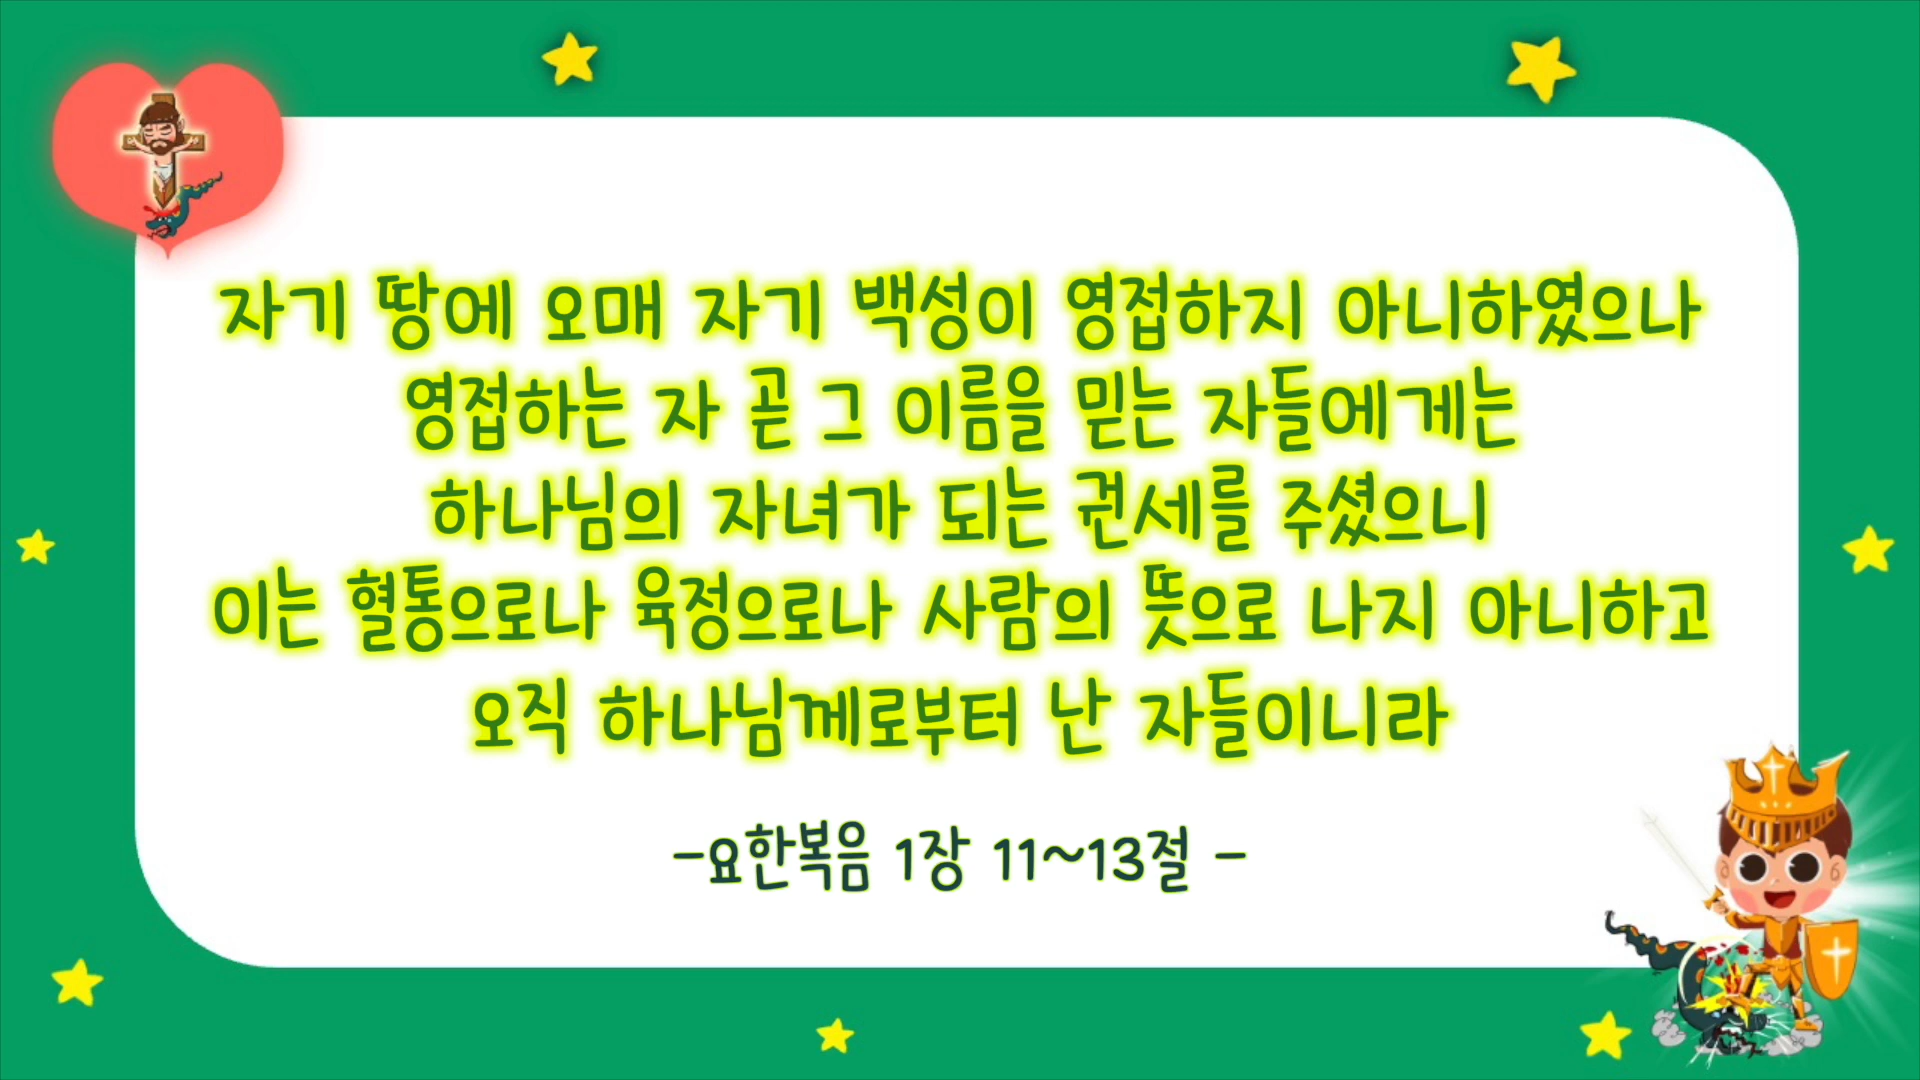 자기 땅에 오매 자기 백성이 영접하지 아니하였으나
영접하는 자 곧 그 이름을 믿는 자들에게는
하나님의 자녀가 되는 권세를 주셨으니
이는 혈통으로나 육정으로나 사람의 뜻으로 나지 아니하고
오직 하나님께로부터 난 자들이니라
-요한복음 1장 11~13절 -